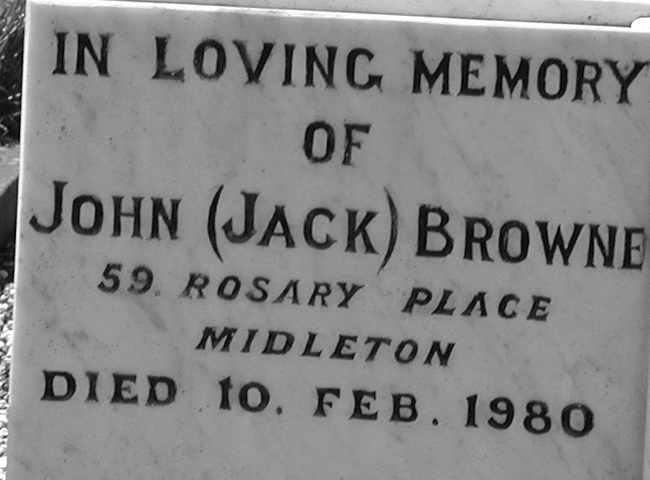 IN LOVING MEMORY
OF
JOHN (JACK) BROWNE
59. ROSARY PLACE
MIDLETON
DIED 10. FEB. 1980